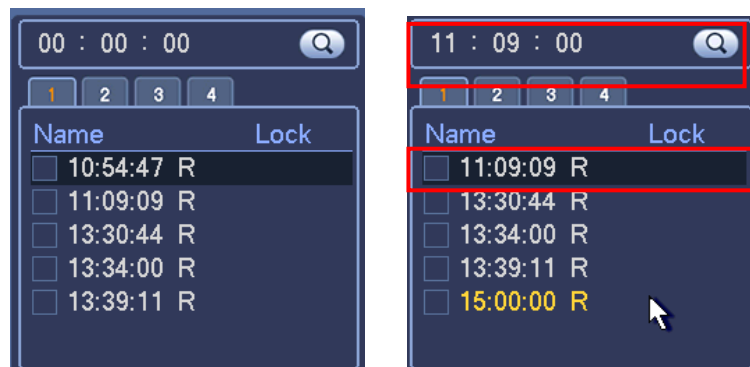 00 : 00 : 00
1 2 3 4
Name Lock
10:54:47 R
11:09:09 R
13:30:44 R
13:34:00 R
13:39:11 R
11 : 09 : 00
1 2 3 4
Name Lock
11:09:09 R
13:30:44 R
13:34:00 R
13:39:11 R
15:00:00 R